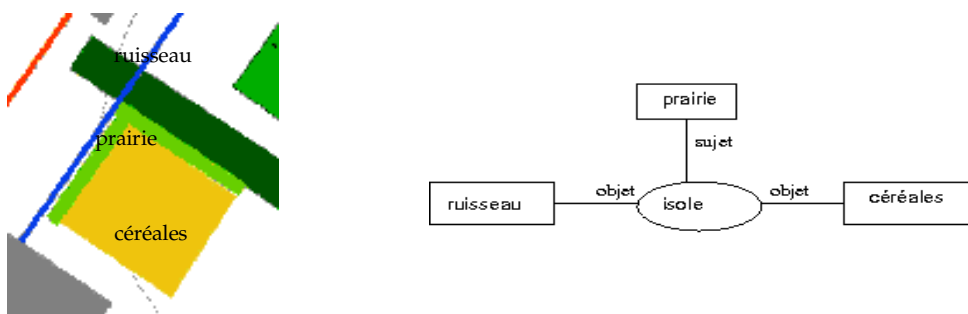 ruisseau
prairie
céréales
prairie
sujet
ruisseau
objet
isole
objet
céréales